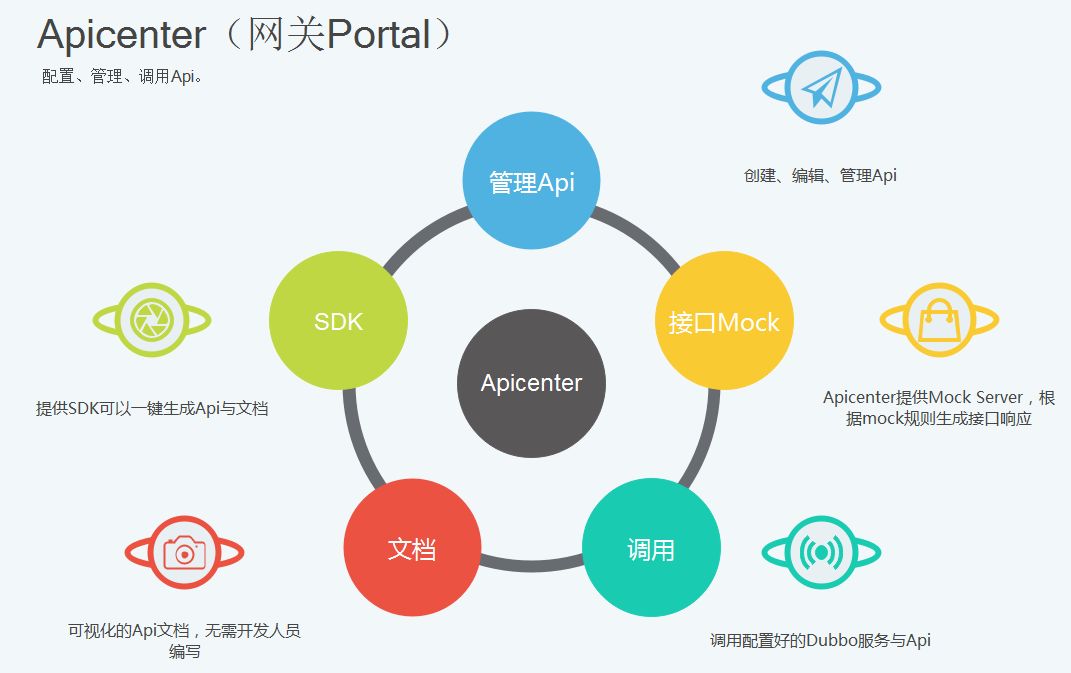 Apicenter（网关Portal）
配置、管理、调用Api。
管理Api
创建、编辑、管理Api
SDK
接口Mock
Apicenter
提供SDK可以一键生成Api与文档
Apicenter提供Mock Server，根
据mock规则生成接口响应
文档
调用
可视化的Api文档，无需开发人员
编写
调用配置好的Dubbo服务与Api